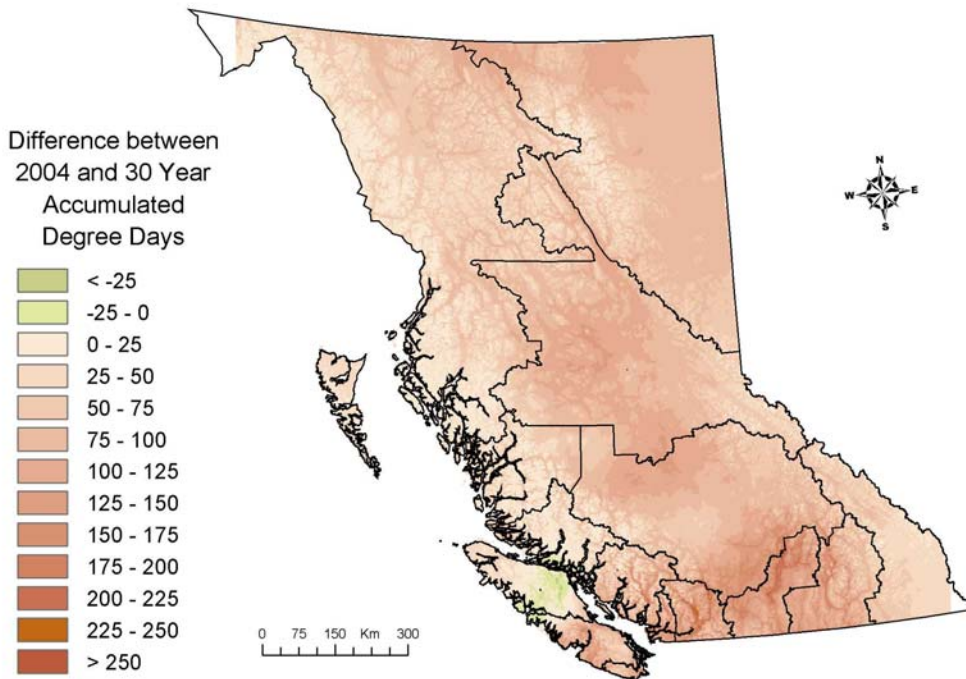 Difference between
2004 and 30 Year
Accumulated
Degree Days
< -25
-25 - 0
0 - 25
25 - 50
50 - 75
75 - 100
100 - 125
125 - 150
150 - 175
175 - 200
200 - 225
225 - 250
> 250
N
W E
S
0 75 150 Km 300